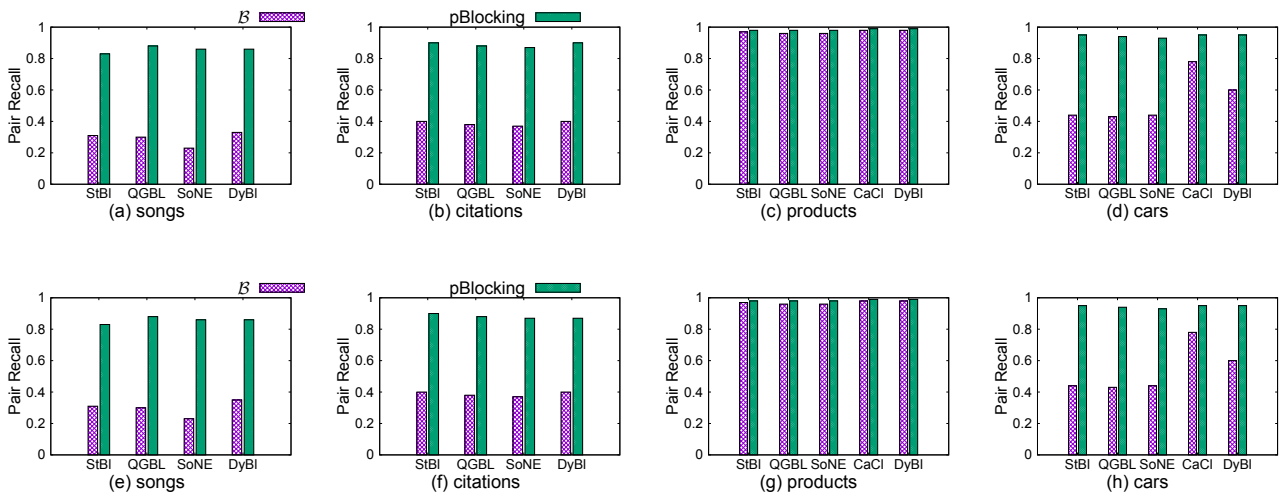 ℬ
pBlocking
1
0.8
0.6
0.4
0.2
0
Pair Recall
StBl QGBL SoNE DyBl
(a) songs
1
0.8
0.6
0.4
0.2
0
Pair Recall
StBl QGBL SoNE DyBl
(b) citations
1
0.8
0.6
0.4
0.2
0
Pair Recall
StBl QGBL SoNE CaCl DyBl
(c) products
1
0.8
0.6
0.4
0.2
0
Pair Recall
StBl QGBL SoNE CaCl DyBl
(d) cars
ℬ
pBlocking
1
0.8
0.6
0.4
0.2
0
Pair Recall
StBl QGBL SoNE DyBl
(e) songs
1
0.8
0.6
0.4
0.2
0
Pair Recall
StBl QGBL SoNE DyBl
(f) citations
1
0.8
0.6
0.4
0.2
0
Pair Recall
StBl QGBL SoNE CaCl DyBl
(g) products
1
0.8
0.6
0.4
0.2
0
Pair Recall
StBl QGBL SoNE CaCl DyBl
(h) cars